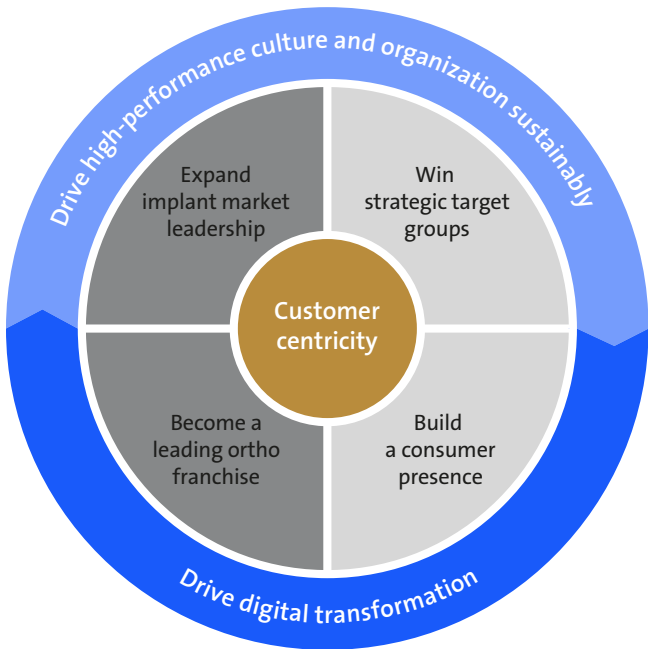 Drive high-performance culture and organization sustainably
Expand
implant market
leadership
Win
strategic target
groups
Customer
centricity
Become a
leading ortho
franchise
Build
a consumer
presence
Drive digital transformation